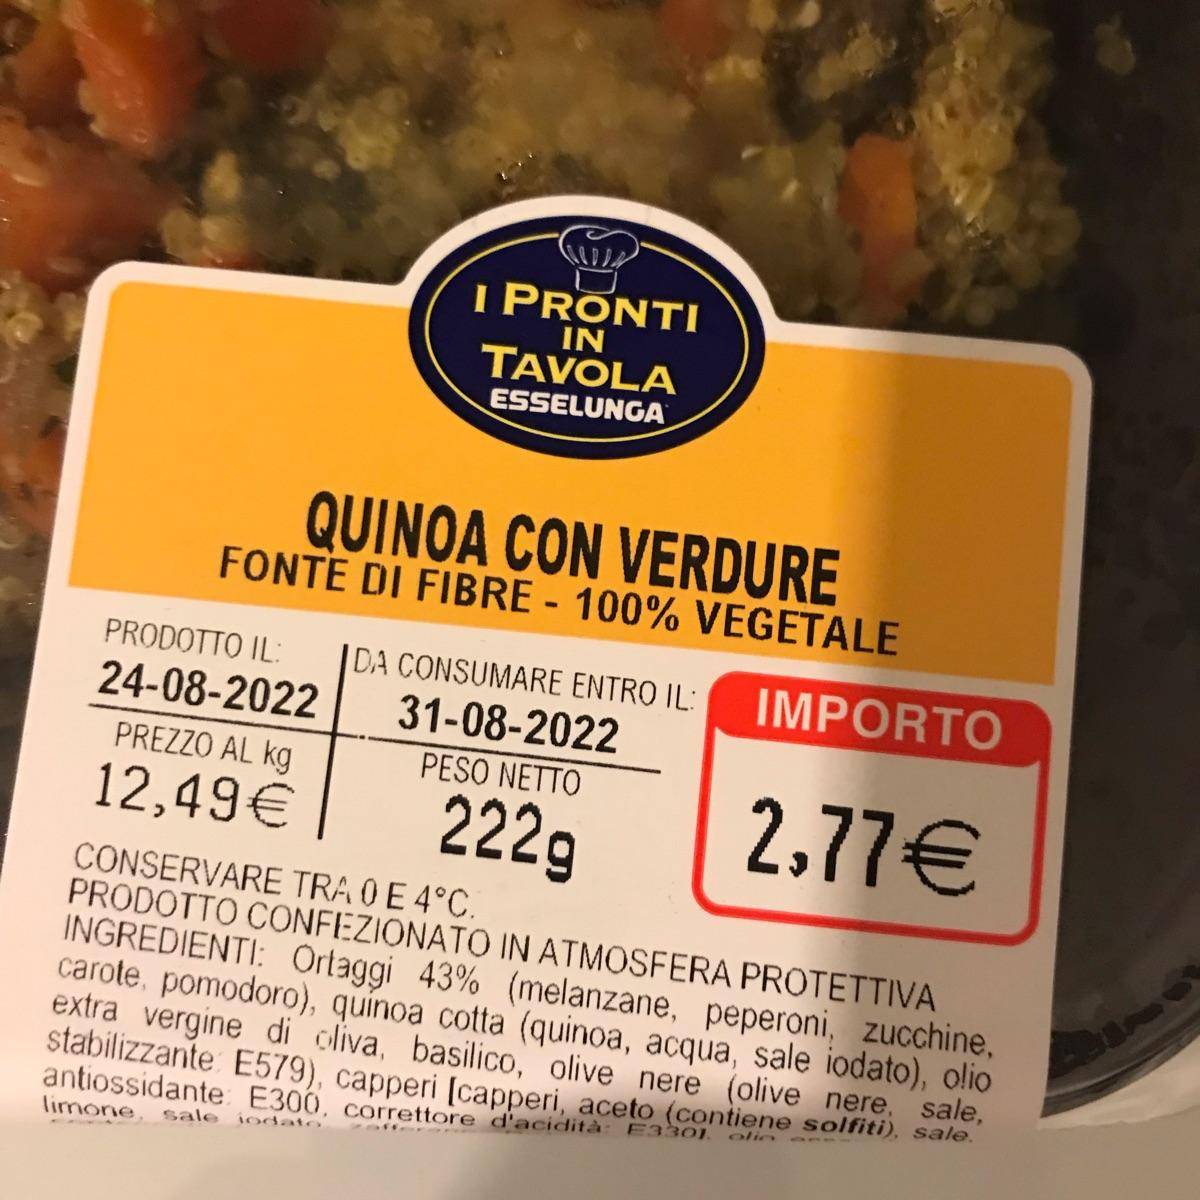 I PRONTI
IN
TAVOLA
ESSELUNGA
QUINOA CON VERDURE
FONTE DI FIBRE - 100% VEGETALE
PRODOTTO IL:
24-08-2022
DA CONSUMARE ENTRO IL:
31-08-2022
PREZZO AL kg
12,49€
PESO NETTO
222g
IMPORTO
2,77€
CONSERVARE TRA 0 E 4°C.
PRODOTTO CONFEZIONATO IN ATMOSFERA PROTETTIVA
INGREDIENTI: Ortaggi 43% (melanzane, peperoni, zucchine,
carote, pomodoro), quinoa cotta (quinoa, acqua, sale iodato), olio
extra vergine di oliva, basilico, olive nere (olive nere, sale,
stabilizzante: E579), capperi [capperi, aceto (contiene solfiti), sale,
antiossidante: E300, correttore d'acidità: E330], olio
limone, sale iodato,